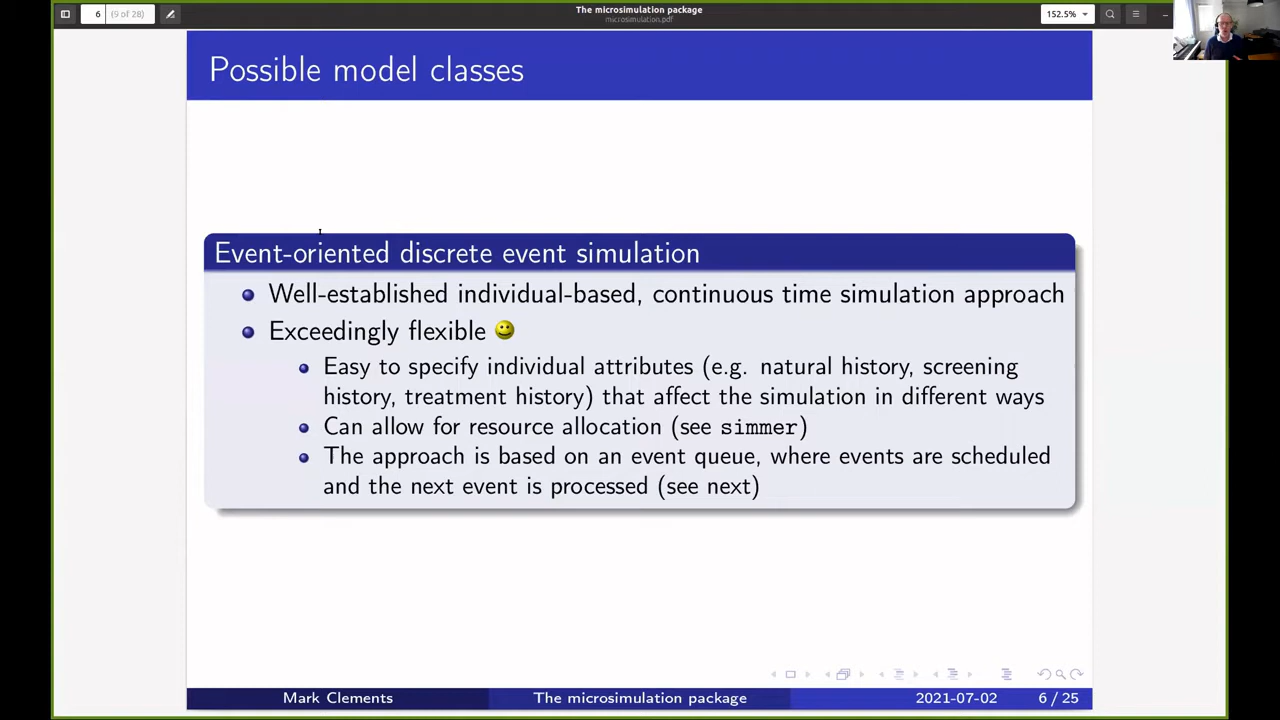 6 (9 of 28)
The microsimulation package
microsimulation.pdf
152.5%
Possible model classes
Event-oriented discrete event simulation
Well-established individual-based, continuous time simulation approach
Exceedingly flexible
Easy to specify individual attributes (e.g. natural history, screening
history, treatment history) that affect the simulation in different ways
Can allow for resource allocation (see simmer)
The approach is based on an event queue, where events are scheduled
and the next event is processed (see next)
Mark Clements The microsimulation package 2021-07-02 6 / 25